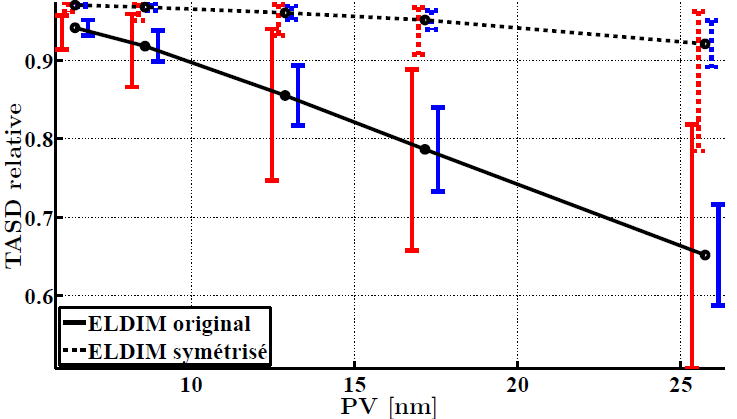 TASD relative
0.9
0.8
0.7
0.6
ELDIM original
ELDIM symétrisé
10
15
20
25
PV [nm]